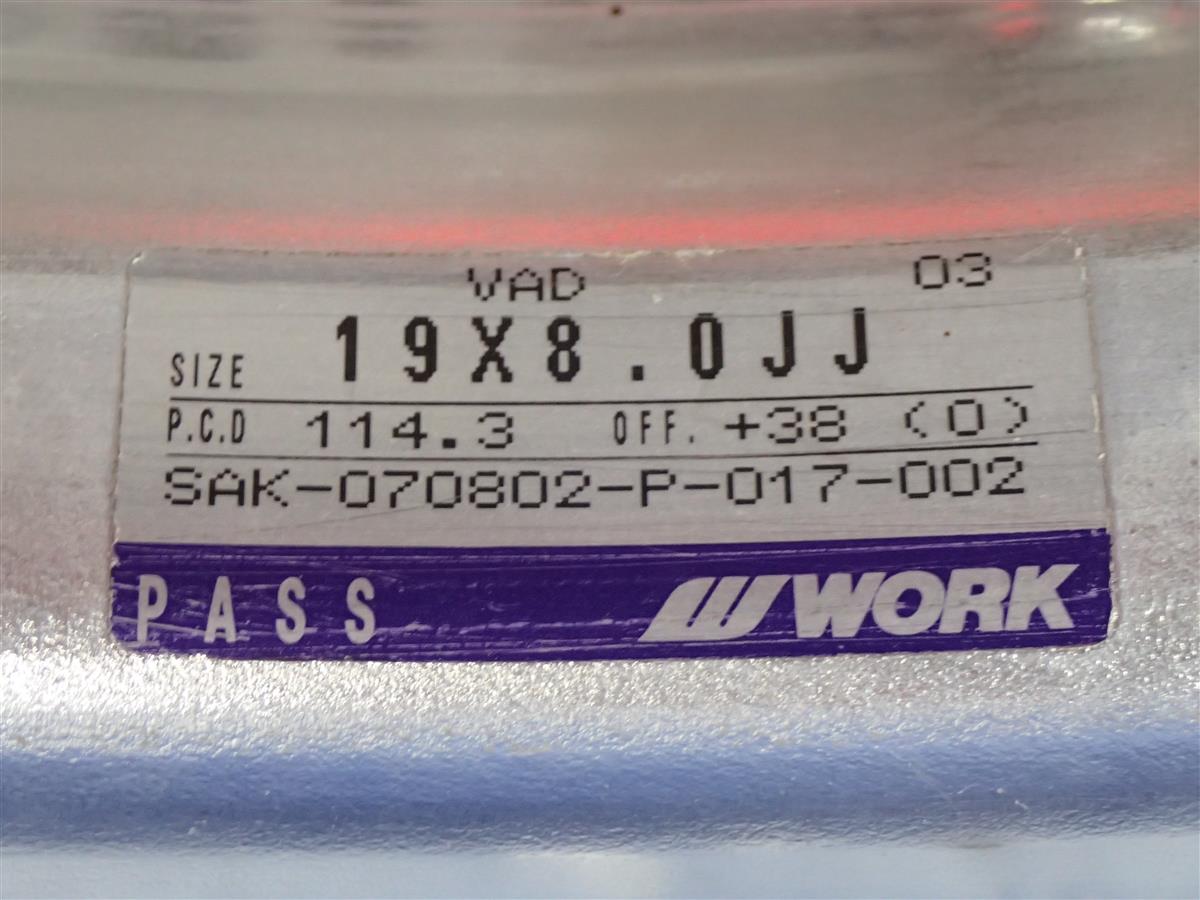 VAD 03
SIZE 19X8.0JJ
P.C.D 114.3 OFF. +38 (0)
SAK-070802-P-017-002
PASS WORK